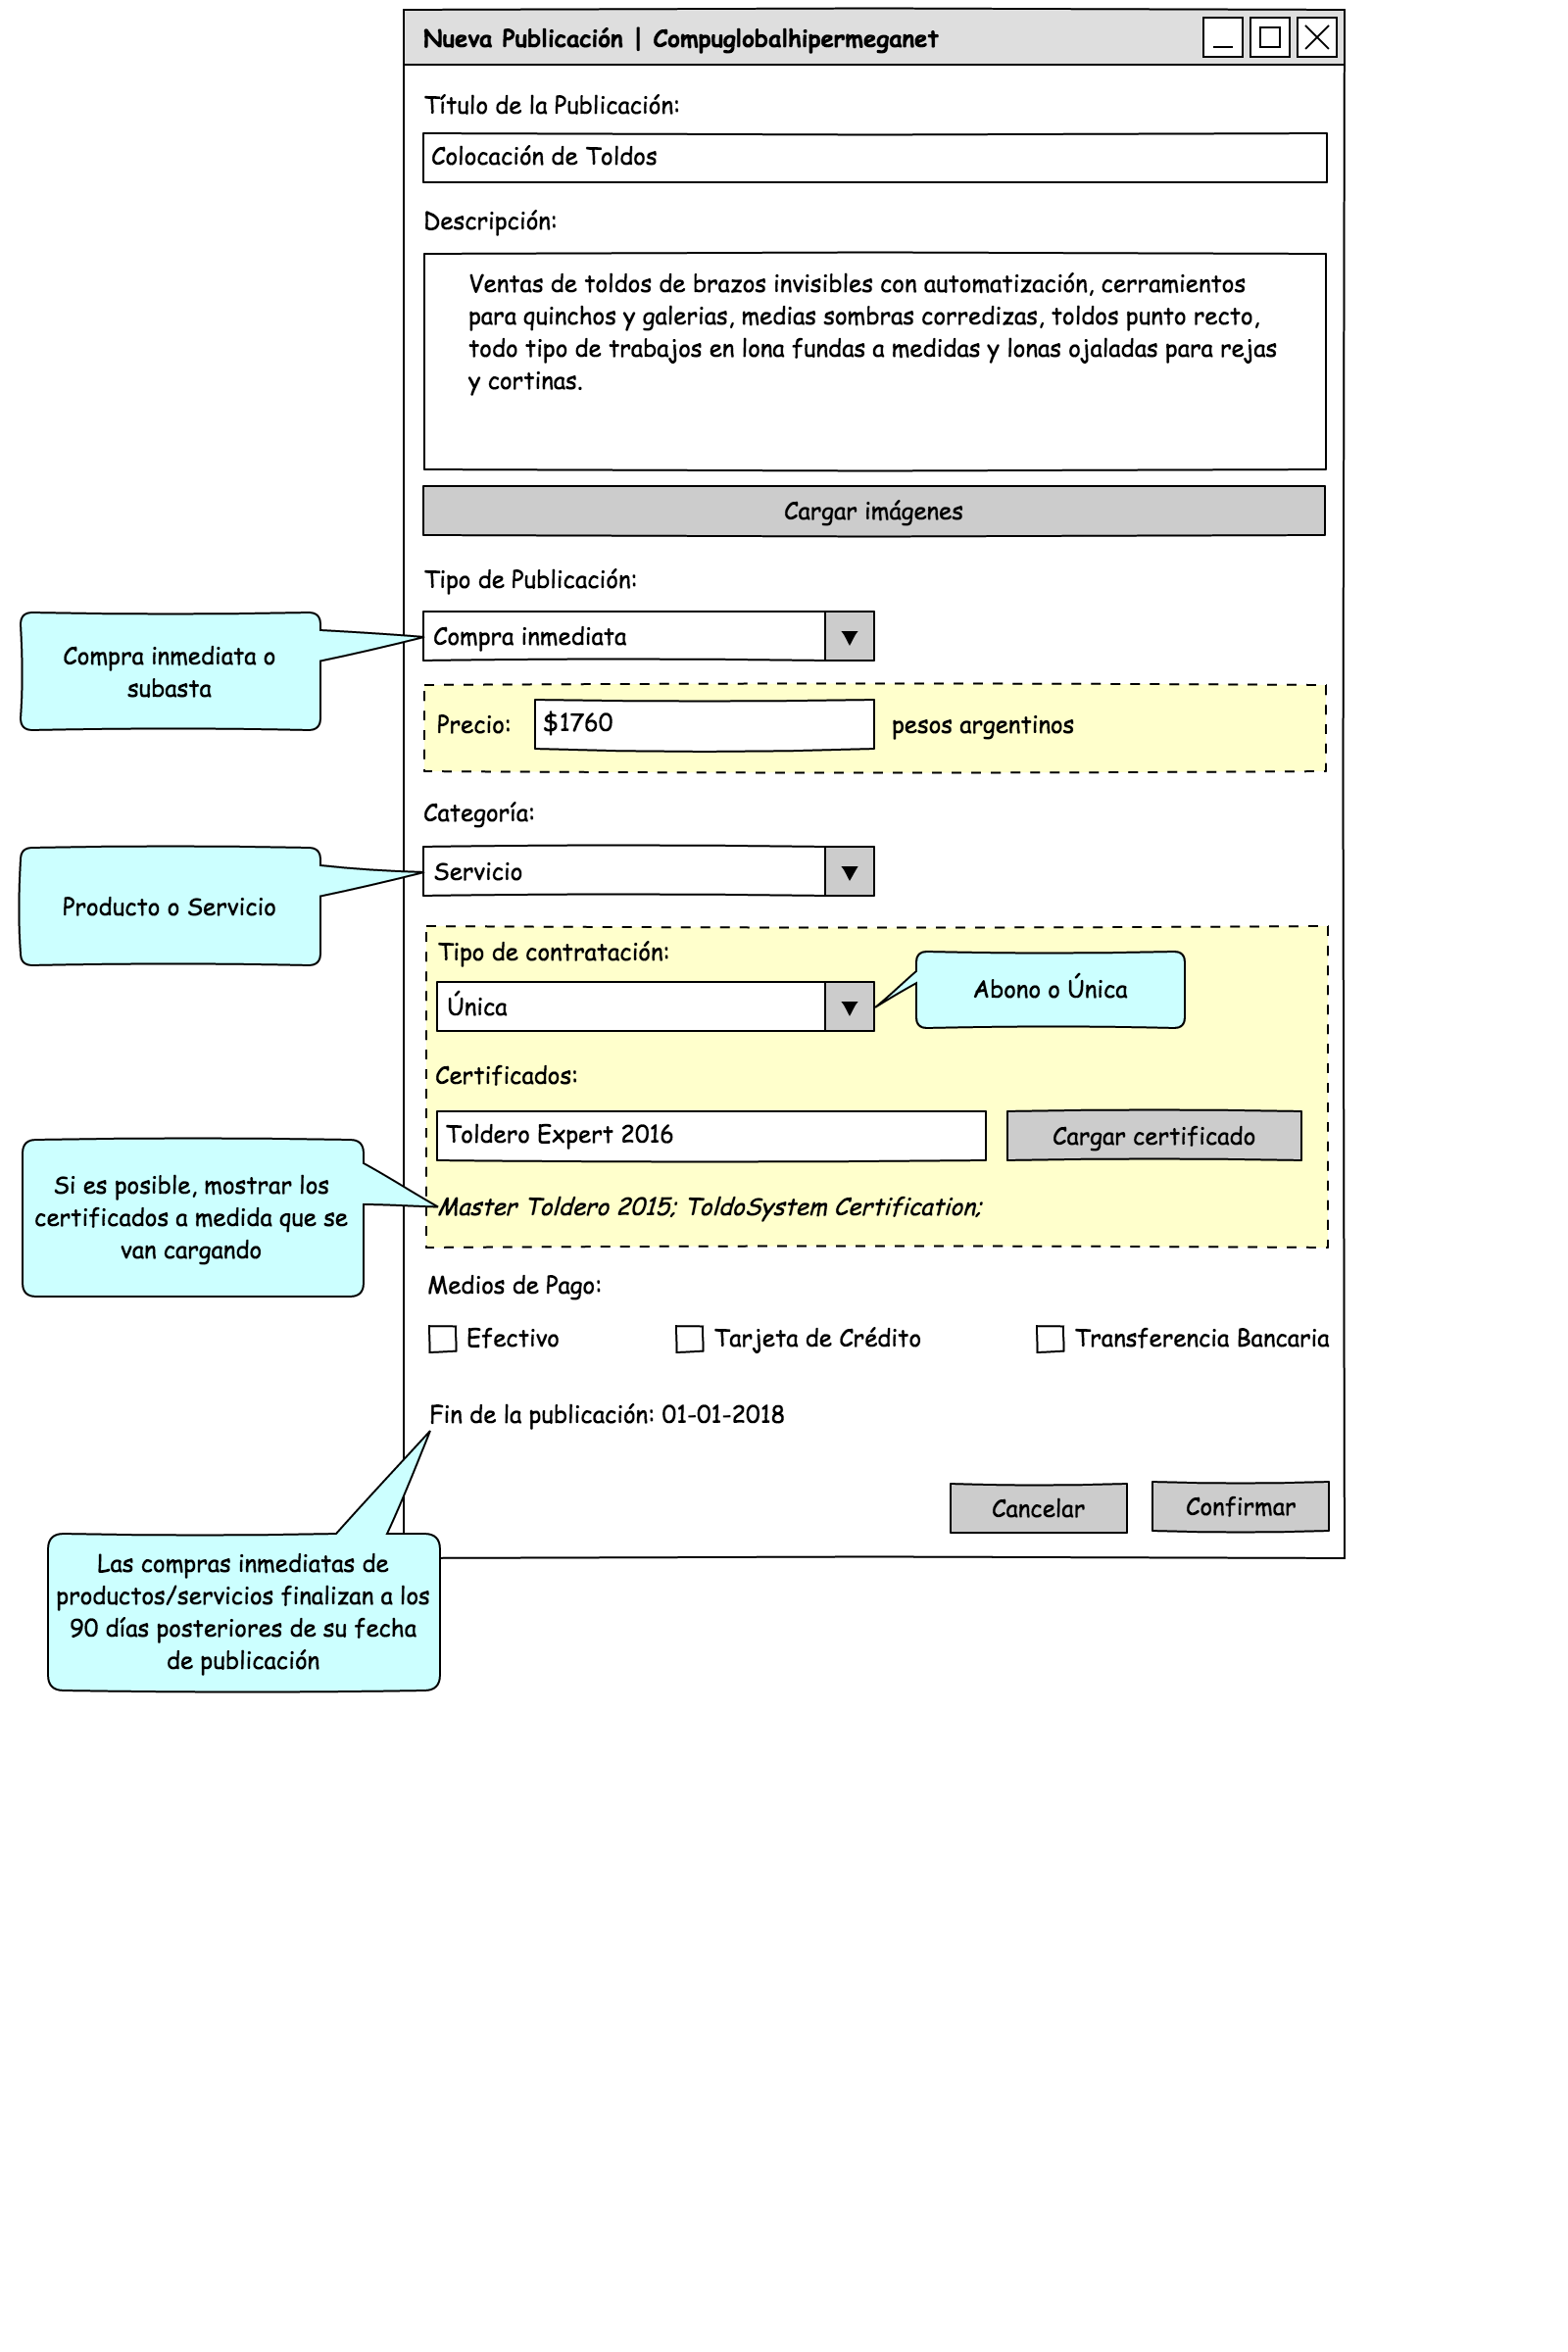 Nueva Publicación | Compuglobalhipermeganet
Título de la Publicación:
Colocación de Toldos
Descripción:
Ventas de toldos de brazos invisibles con automatización, cerramientos
para quinchos y galerias, medias sombras corredizas, toldos punto recto,
todo tipo de trabajos en lona fundas a medidas y lonas ojaladas para rejas
y cortinas.
Cargar imágenes
Tipo de Publicación:
Compra inmediata o
subasta
Compra inmediata
Precio:
$1760
pesos argentinos
Categoría:
Producto o Servicio
Servicio
Tipo de contratación:
Única
Abono o Única
Certificados:
Toldero Expert 2016
Cargar certificado
Si es posible, mostrar los
certificados a medida que se
van cargando
Master Toldero 2015; ToldoSystem Certification;
Medios de Pago:
Efectivo
Tarjeta de Crédito
Transferencia Bancaria
Fin de la publicación: 01-01-2018
Cancelar
Confirmar
Las compras inmediatas de
productos/servicios finalizan a los
90 días posteriores de su fecha
de publicación